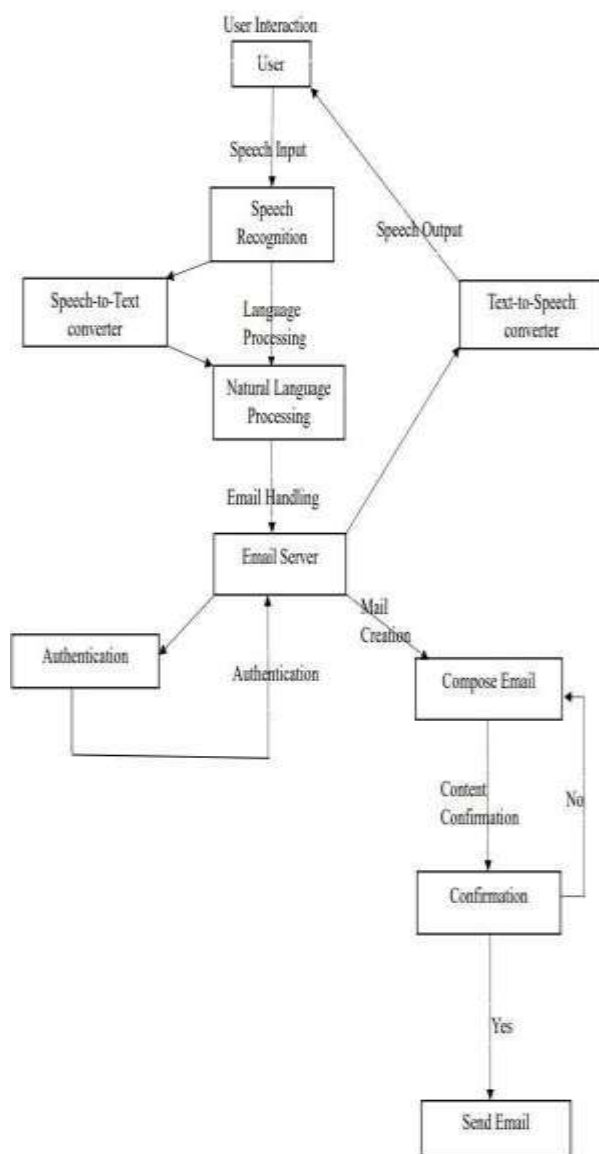 User Interaction
User
Speech Input
Speech
Recognition
Speech Output
Speech-to-Text
converter
Language
Processing
Text-to-Speech
converter
Natural Language
Processing
Email Handling
Email Server
Mail
Creation
Authentication
Authentication
Compose Email
Content
Confirmation
No
Confirmation
Yes
Send Email